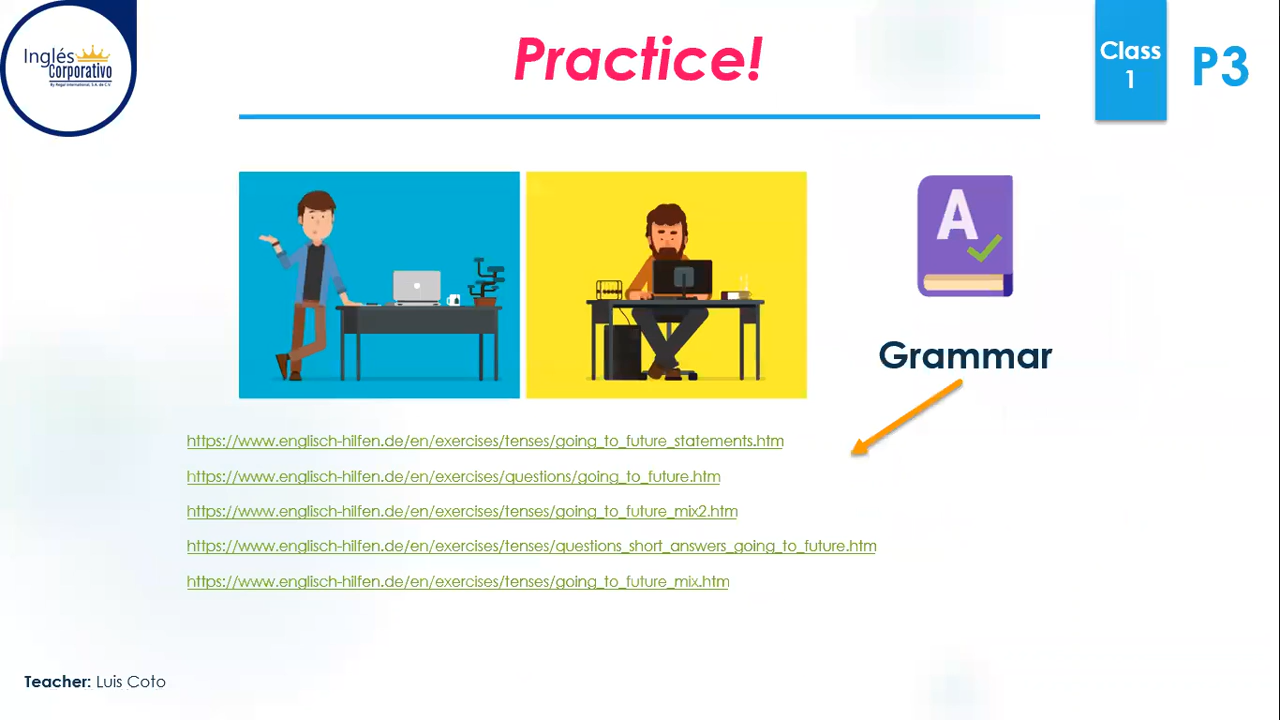 Inglés
Corporativo
By Regal International, S.A. de C.V.
Practice!
Class
1
P3
A
Grammar
https://www.englisch-hilfen.de/en/exercises/tenses/going_to_future_statements.htm
https://www.englisch-hilfen.de/en/exercises/questions/going_to_future.htm
https://www.englisch-hilfen.de/en/exercises/tenses/going_to_future_mix2.htm
https://www.englisch-hilfen.de/en/exercises/tenses/questions_short_answers_going_to_future.htm
https://www.englisch-hilfen.de/en/exercises/tenses/going_to_future_mix.htm
Teacher: Luis Coto